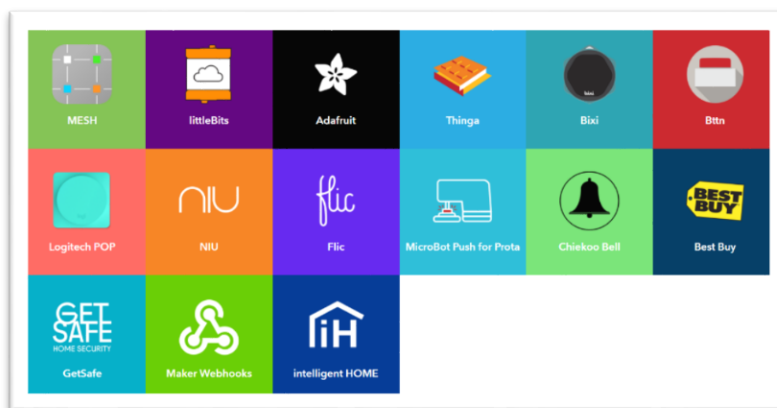 MESH
littleBits
Adafruit
Thinga
Bixi
Bttn
Logitech POP
NIU
NIU
flic
Flic
MicroBot Push for Prota
Chiekoo Bell
BEST
BUY
Best Buy
GET
SAFE
HOME SECURITY
GetSafe
Maker Webhooks
iH
intelligent HOME